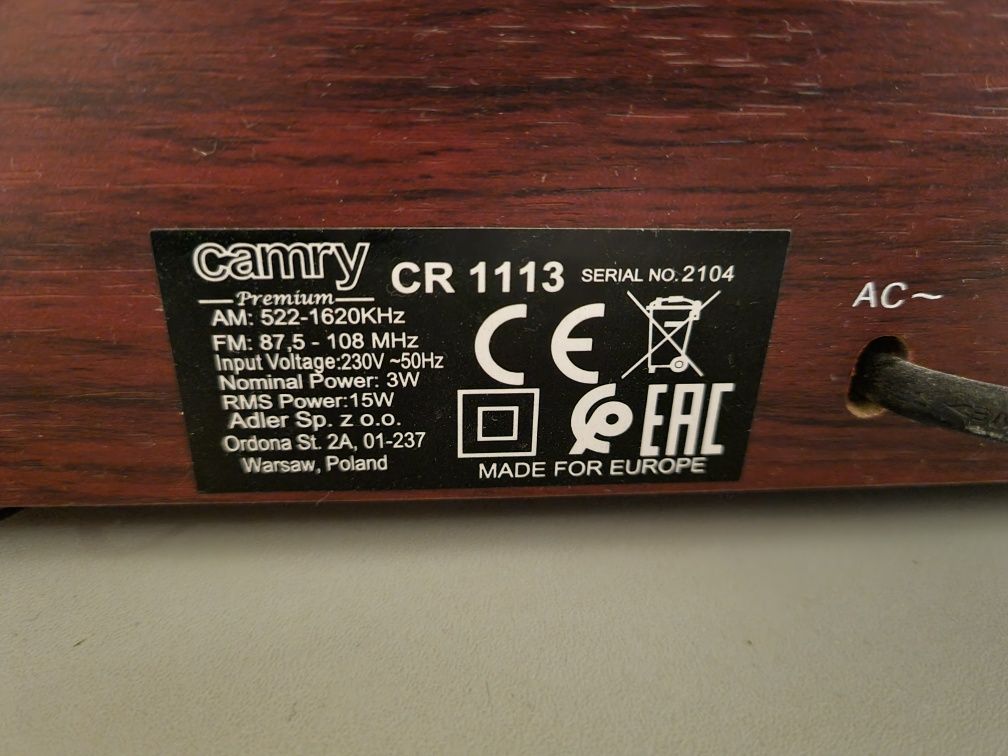 camry
Premium
CR 1113
SERIAL NO. 2104
AM: 522-1620KHz
FM: 87,5 - 108 MHz
Input Voltage:230V ~50Hz
Nominal Power: 3W
RMS Power:15W
Adler Sp. z o.o.
Ordona St. 2A, 01-237
Warsaw, Poland
CE
EAC
MADE FOR EUROPE
AC~